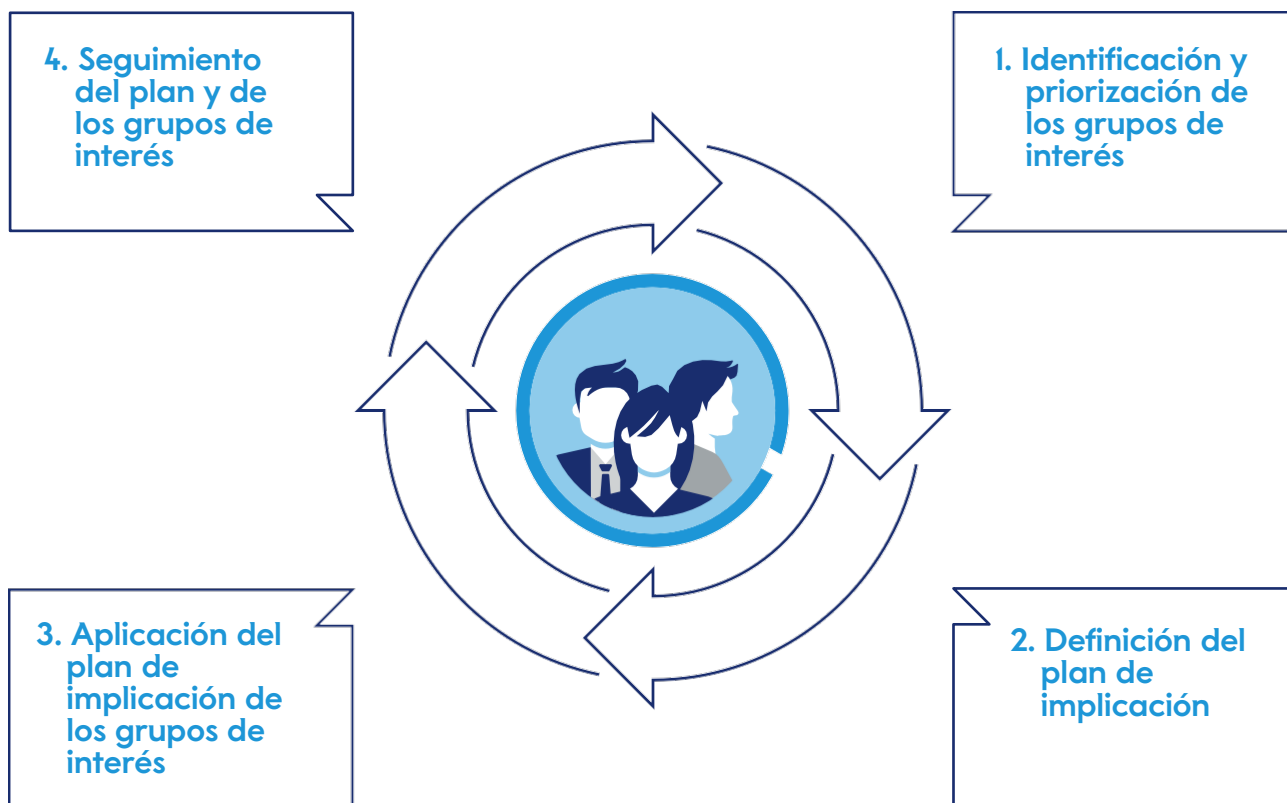 4. Seguimiento
del plan y de
los grupos de
interés
1. Identificación y
priorización de
los grupos de
interés
3. Aplicación del
plan de
implicación de
los grupos de
interés
2. Definición del
plan de
implicación